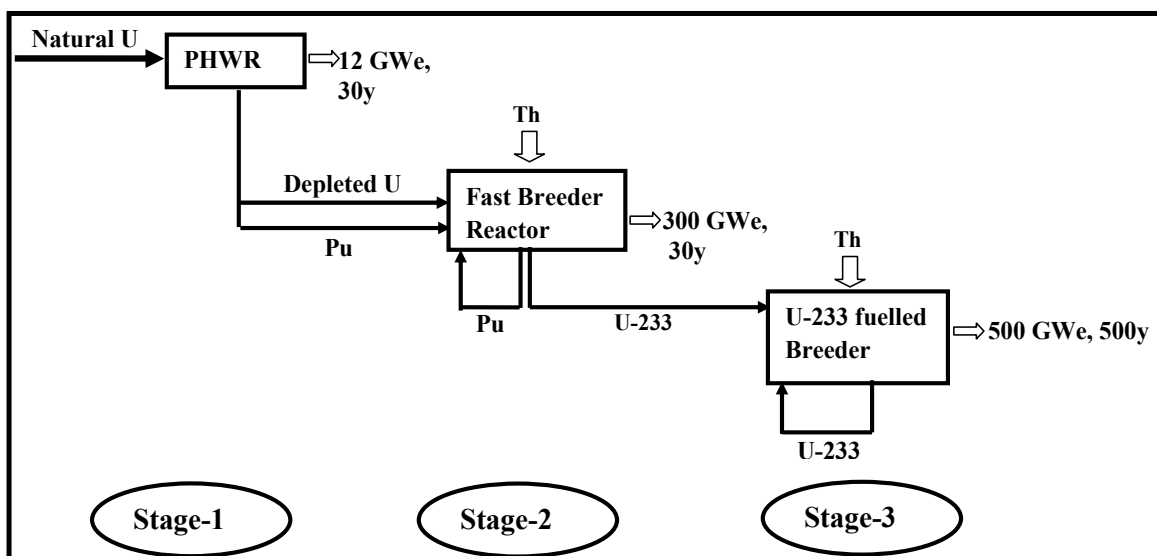 Natural U
PHWR
12 GWe,
30y
Th
Depleted U
Fast Breeder
Reactor
Pu
300 GWe,
30y
Th
Pu
U-233
U-233 fuelled
Breeder
500 GWe, 500y
U-233
Stage-1
Stage-2
Stage-3